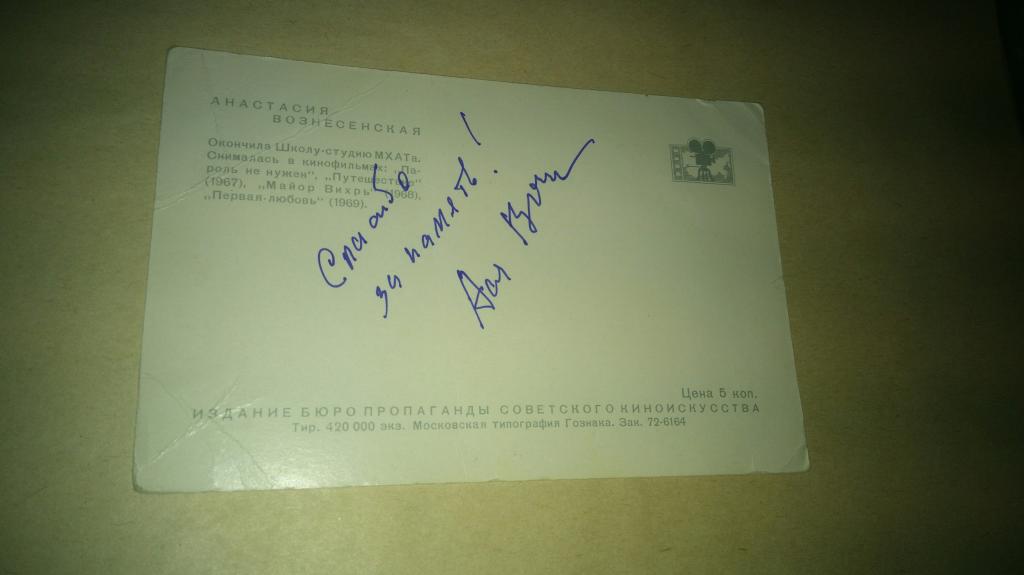 АНАСТАСИЯ
ВОЗНЕСЕНСКАЯ
Окончила Школу-студию МХАТа.
Снималась в кинофильмах: „Па-
роль не нужен", „Путешествие"
(1967), „Майор Вихрь" (1968),
„Первая любовь" (1969).
Спасибо
за память!
Ася
Цена 5 коп.
ИЗДАНИЕ БЮРО ПРОПАГАНДЫ СОВЕТСКОГО КИНОИСКУССТВА
Тир. 420 000 экз. Московская типография Гознака. Зак. 72-6164